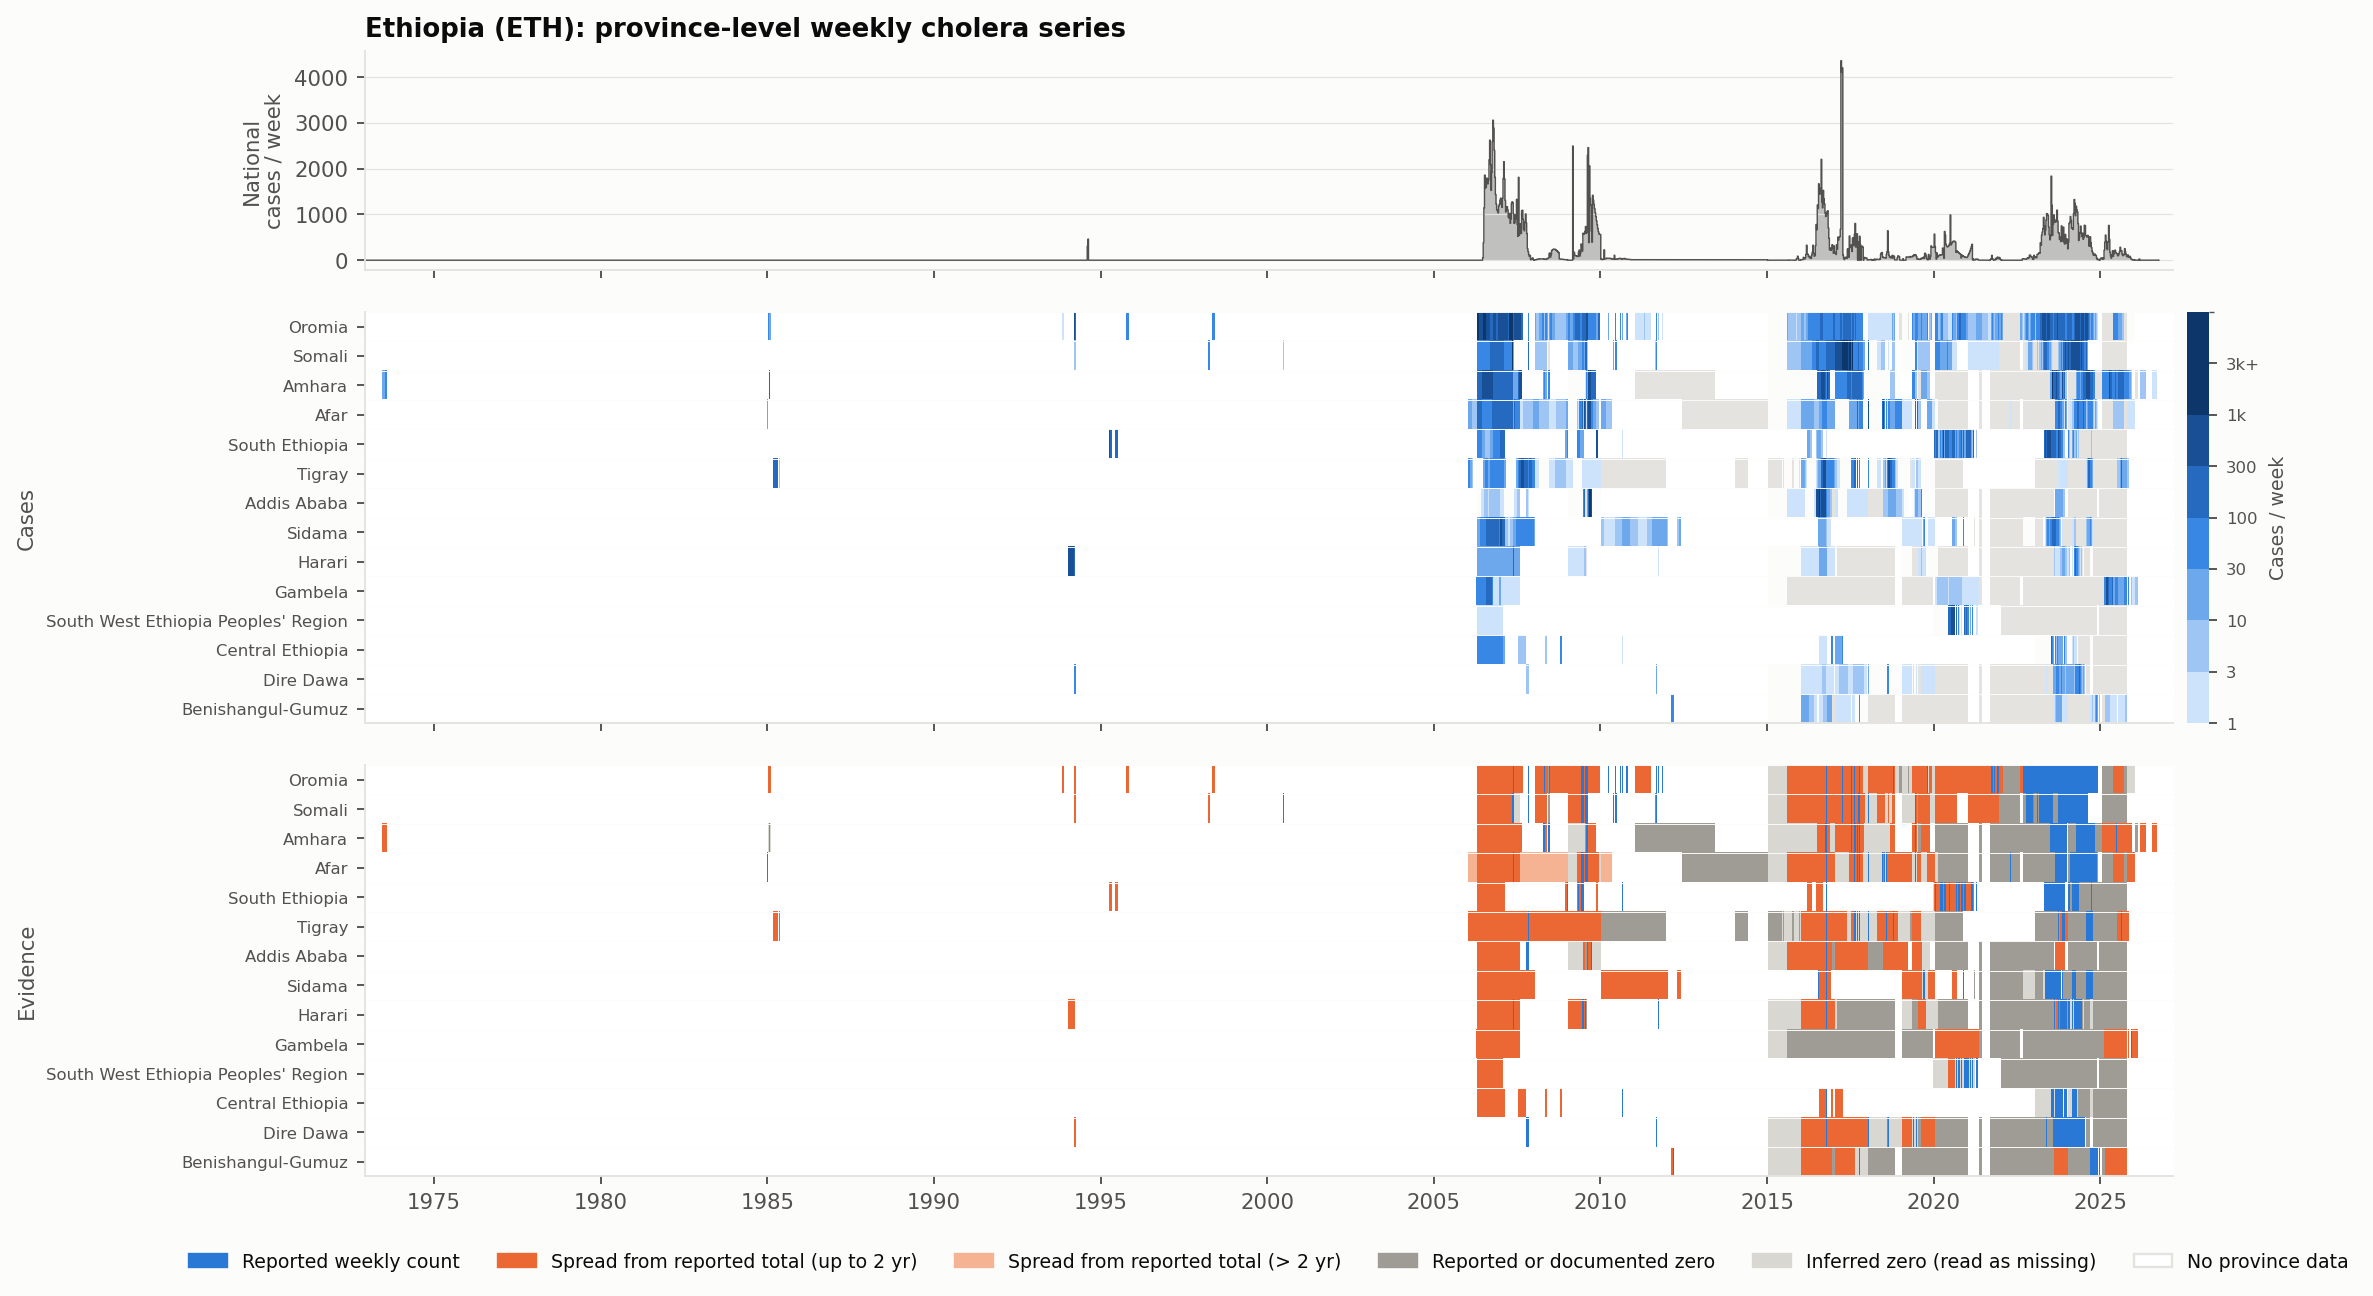 Ethiopia (ETH): province-level weekly cholera series
National
cases / week
4000
3000
2000
1000
0
Cases
Oromia
Somali
Amhara
Afar
South Ethiopia
Tigray
Addis Ababa
Sidama
Harari
Gambela
South West Ethiopia Peoples' Region
Central Ethiopia
Dire Dawa
Benishangul-Gumuz
3k+
1k
300
100
30
10
3
1
Cases / week
Evidence
Oromia
Somali
Amhara
Afar
South Ethiopia
Tigray
Addis Ababa
Sidama
Harari
Gambela
South West Ethiopia Peoples' Region
Central Ethiopia
Dire Dawa
Benishangul-Gumuz
1975 1980 1985 1990 1995 2000 2005 2010 2015 2020 2025
Reported weekly count Spread from reported total (up to 2 yr) Spread from reported total (> 2 yr) Reported or documented zero Inferred zero (read as missing) No province data